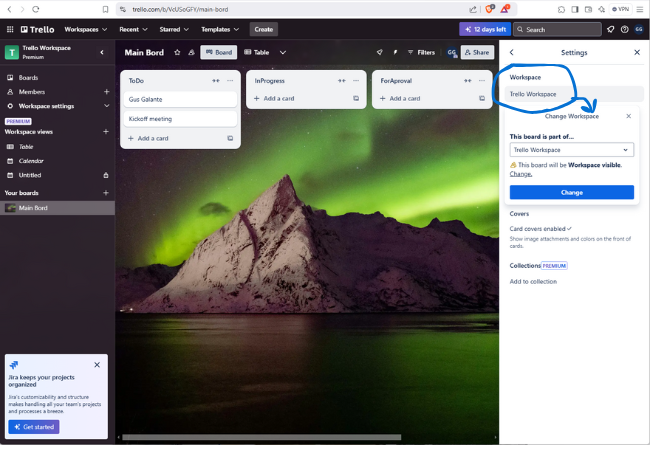 trello.com/b/VcUSoGFY/main-bord
VPN
Trello Workspaces Recent Starred Templates Create 12 days left Search GG
T Trello Workspace
Premium
Boards
Members
Workspace settings
PREMIUM
Workspace views
Table
Calendar
Untitled
Your boards
Main Bord
Jira keeps your projects
organized
Jira's customizability and structure
makes handling all your team's projects
and processes a breeze.
Get started
Main Bord Board Table Filters GG Share
ToDo
Gus Galante
Kickoff meeting
+ Add a card
InProgress
+ Add a card
ForAproval
+ Add a card
Settings
Workspace
Trello Workspace
Change Workspace
This board is part of...
Trello Workspace
This board will be Workspace visible.
Change.
Change
Covers
Card covers enabled
Show image attachments and colors on the front of
cards.
Collections PREMIUM
Add to collection